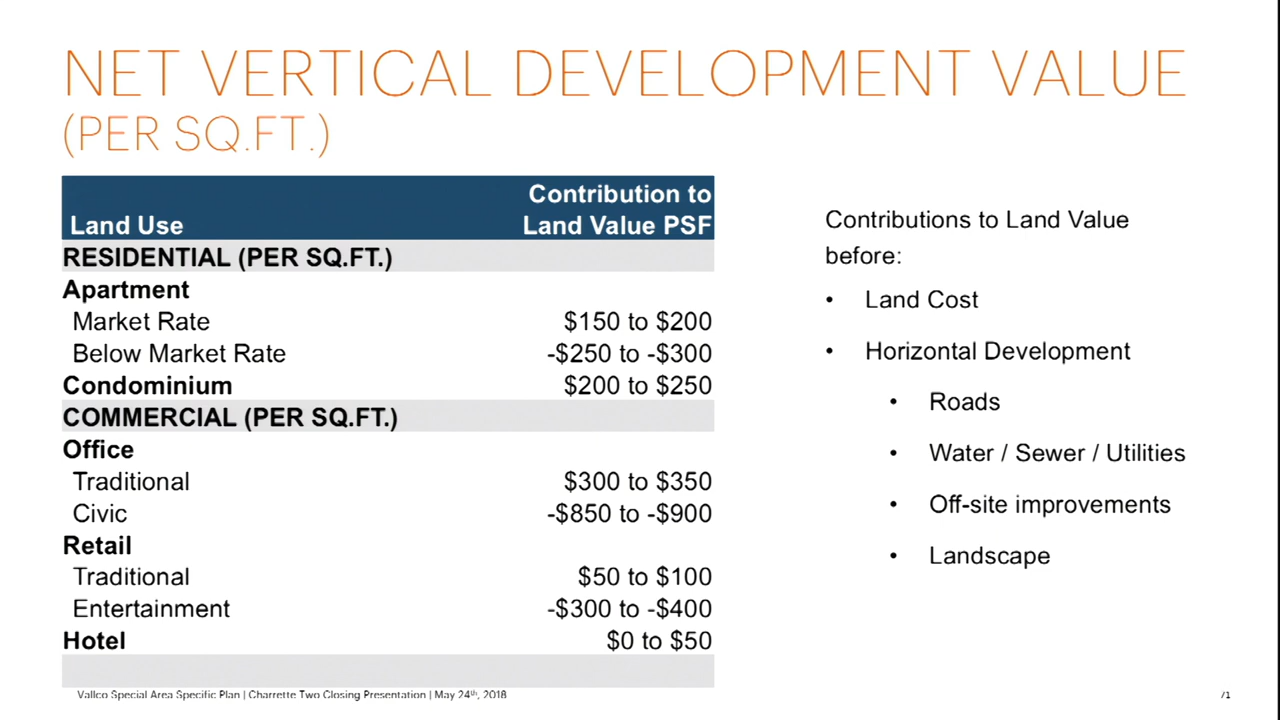 NET VERTICAL DEVELOPMENT VALUE
(PER SQ.FT.)
Land Use Contribution to Land Value PSF
RESIDENTIAL (PER SQ.FT.)
Apartment
Market Rate $150 to $200
Below Market Rate -$250 to -$300
Condominium $200 to $250
COMMERCIAL (PER SQ.FT.)
Office
Traditional $300 to $350
Civic -$850 to -$900
Retail
Traditional $50 to $100
Entertainment -$300 to -$400
Hotel $0 to $50
Contributions to Land Value
before:
• Land Cost
• Horizontal Development
• Roads
• Water / Sewer / Utilities
• Off-site improvements
• Landscape
Vallco Special Area Specific Plan | Charrette Two Closing Presentation | May 24th, 2018
71